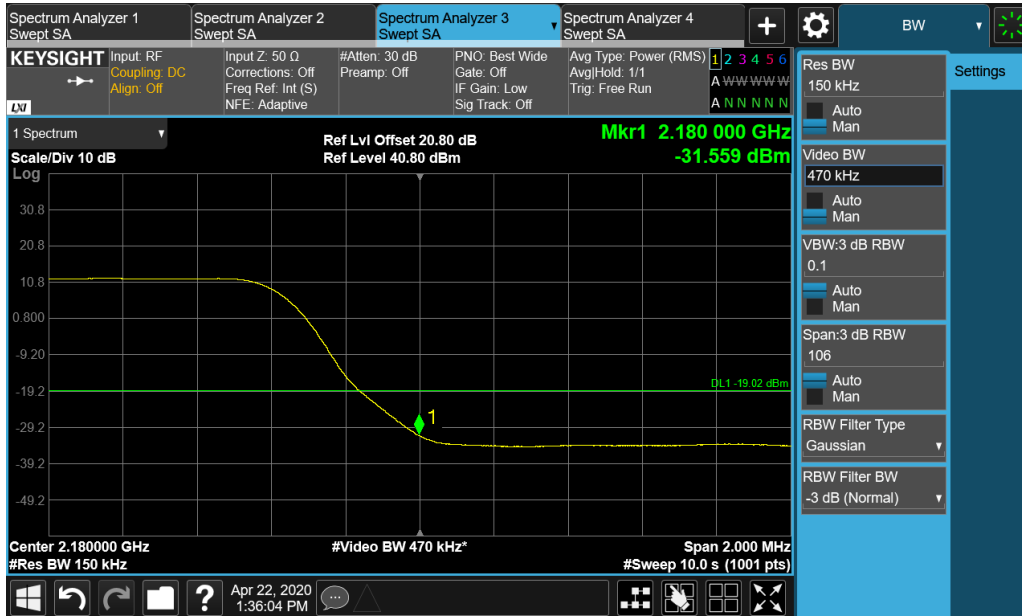 Spectrum Analyzer 1
Swept SA
Spectrum Analyzer 2
Swept SA
Spectrum Analyzer 3
Swept SA
Spectrum Analyzer 4
Swept SA
+
BW
KEYSIGHT
LXI
Input: RF
Coupling: DC
Align: Off
Input Z: 50 Ω
Corrections: Off
Freq Ref: Int (S)
NFE: Adaptive
#Atten: 30 dB
Preamp: Off
PNO: Best Wide
Gate: Off
IF Gain: Low
Sig Track: Off
Avg Type: Power (RMS)
Avg|Hold: 1/1
Trig: Free Run
1 2 3 4 5 6
A W W W W W
A N N N N N
1 Spectrum
Scale/Div 10 dB
Log
Ref Lvl Offset 20.80 dB
Ref Level 40.80 dBm
Mkr1 2.180 000 GHz
-31.559 dBm
30.8
20.8
10.8
0.800
-9.20
-19.2
-29.2
-39.2
-49.2
DL1 -19.02 dBm
1
Center 2.180000 GHz
#Res BW 150 kHz
#Video BW 470 kHz*
Span 2.000 MHz
#Sweep 10.0 s (1001 pts)
Res BW
150 kHz
Auto
Man
Video BW
470 kHz
Auto
Man
VBW:3 dB RBW
0.1
Auto
Man
Span:3 dB RBW
106
Auto
Man
RBW Filter Type
Gaussian
RBW Filter BW
-3 dB (Normal)
Settings
?
Apr 22, 2020
1:36:04 PM